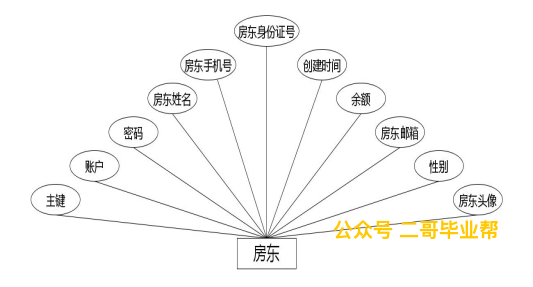 房东身份证号
房东手机号
创建时间
房东姓名
余额
密码
房东邮箱
账户
性别
主键
房东头像
公众号 二哥毕业帮
房东